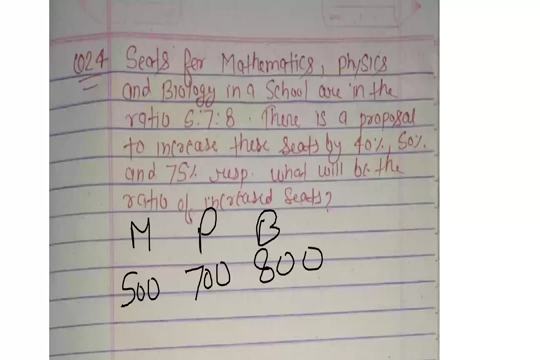 Q24 Seats for Mathematics, Physics
and Biology in a School are in the
ratio 5:7:8. There is a proposal
to increase these seats by 40%, 50%
and 75% resp. what will be the
ratio of increased seats?
M P B
500 700 800